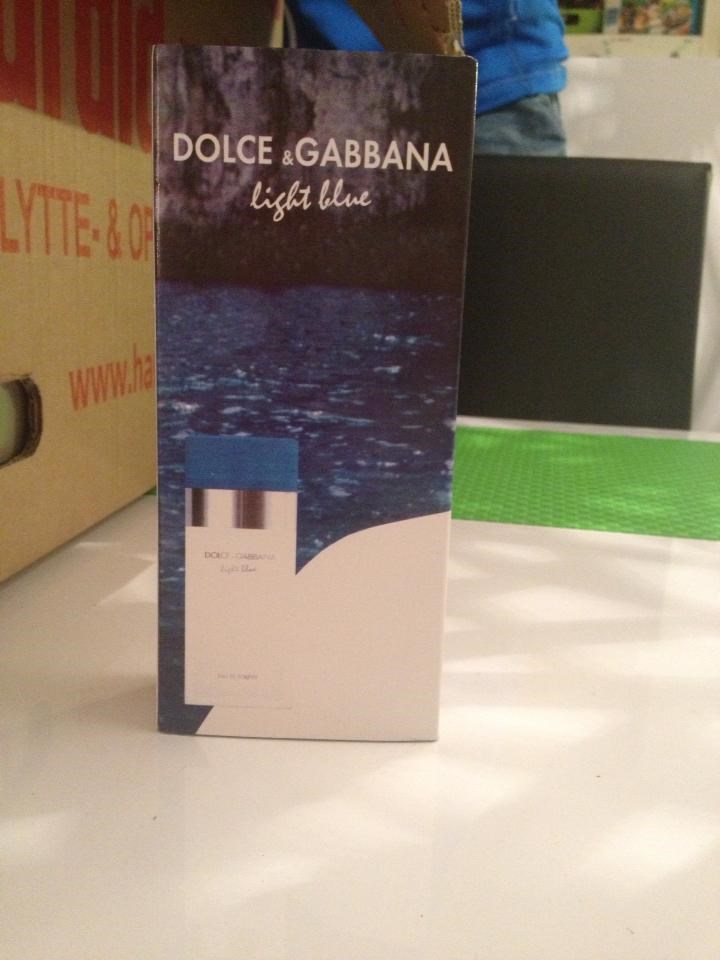 DOLCE & GABBANA
light blue
LYTTE- & OP
www.ha
DOLCE & GABBANA
light blue